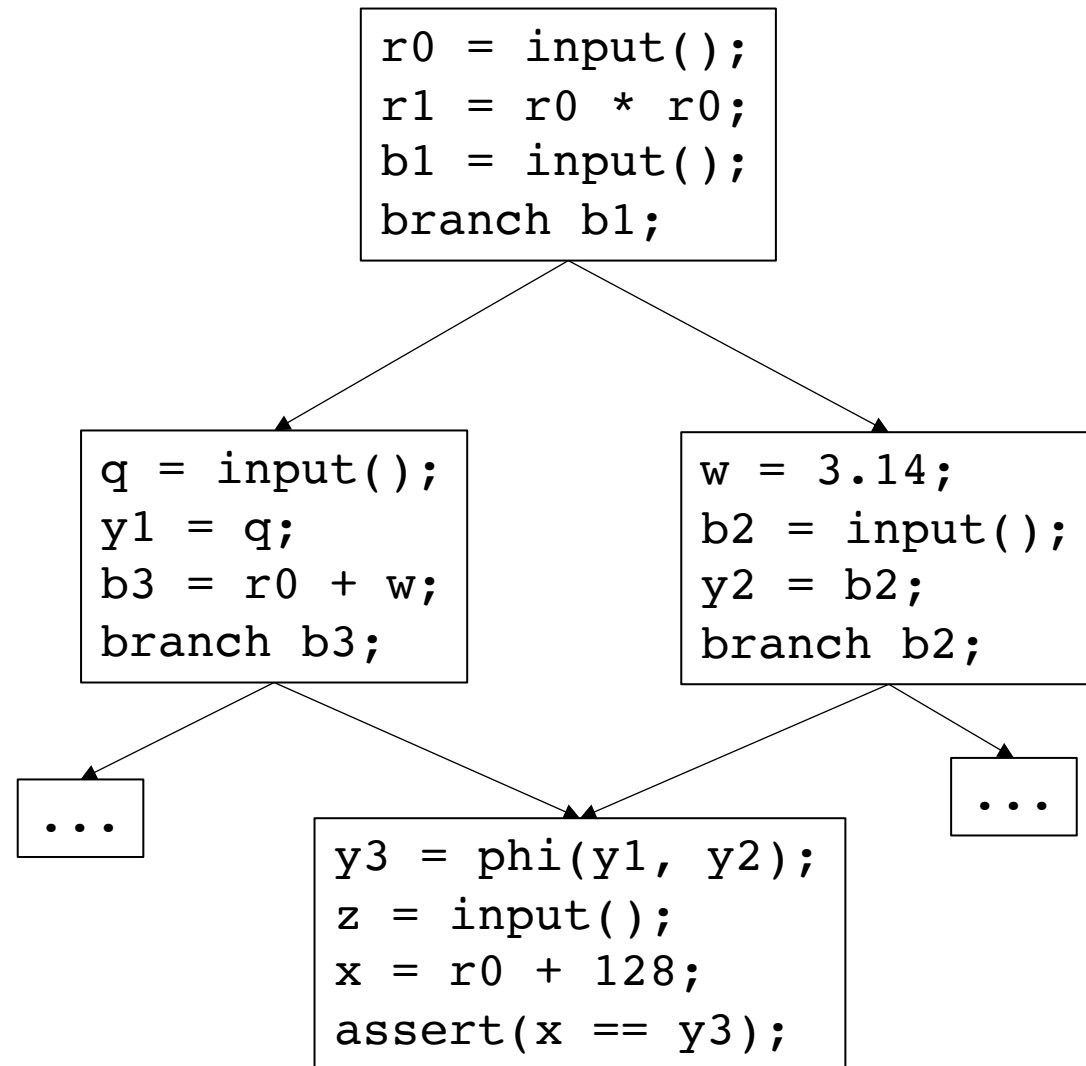 r0 = input();
r1 = r0 * r0;
b1 = input();
branch b1;
q = input();
y1 = q;
b3 = r0 + w;
branch b3;
w = 3.14;
b2 = input();
y2 = b2;
branch b2;
...
...
y3 = phi(y1, y2);
z = input();
x = r0 + 128;
assert(x == y3);